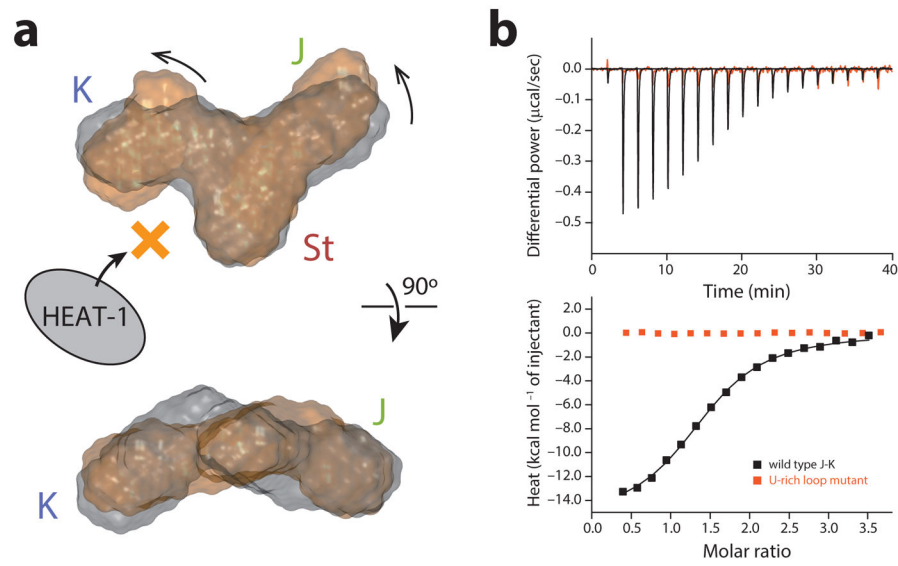 a
K
J
St
HEAT-1
90º
J
K
b
Differential power (µcal/sec)
0.0
−0.1
−0.2
−0.3
−0.4
−0.5
0 10 20 30 40
Time (min)
Heat (kcal mol⁻¹ of injectant)
2.0
0.0
−2.0
−4.0
−6.0
−8.0
−10.0
−12.0
−14.0
wild type J-K
U-rich loop mutant
0.0 0.5 1.0 1.5 2.0 2.5 3.0 3.5
Molar ratio